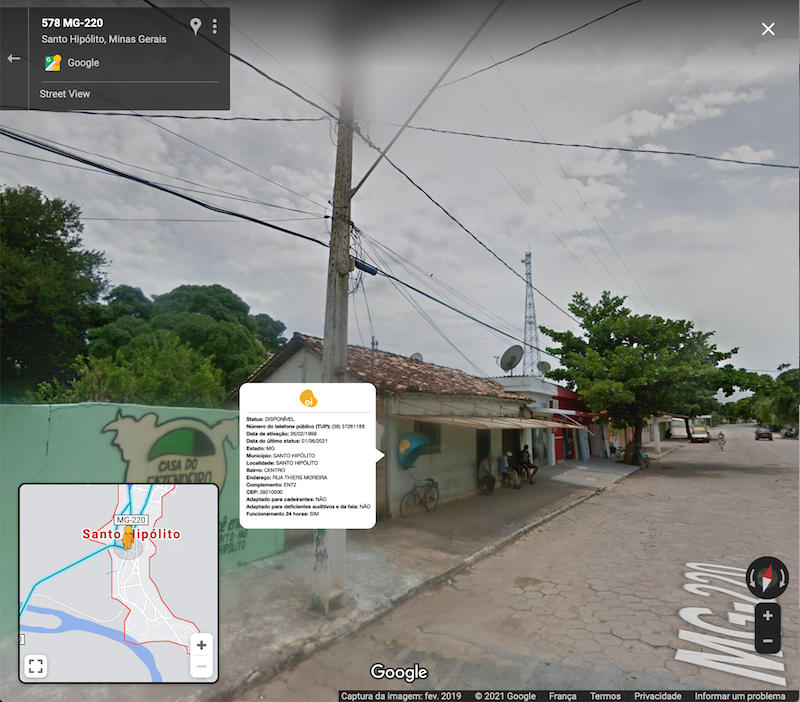 578 MG-220
Santo Hipólito, Minas Gerais
Google
Street View
oi
Status: DISPONÍVEL
Número do telefone público (TUP): (38) 37261188
Data de ativação: 26/02/1999
Data do último status: 01/06/2021
Estado: MG
Município: SANTO HIPÓLITO
Localidade: SANTO HIPÓLITO
Bairro: CENTRO
Endereço: RUA THIERS MOREIRA
Complemento: EN72
CEP: 39210000
Adaptado para cadeirantes: NÃO
Adaptado para deficientes auditivos e da fala: NÃO
Funcionamento 24 horas: SIM
CASA DO
FAZENDEIRO
MG-220
Santo Hipólito
MG-220
Google
Captura da imagem: fev. 2019 © 2021 Google França Termos Privacidade Informar um problema